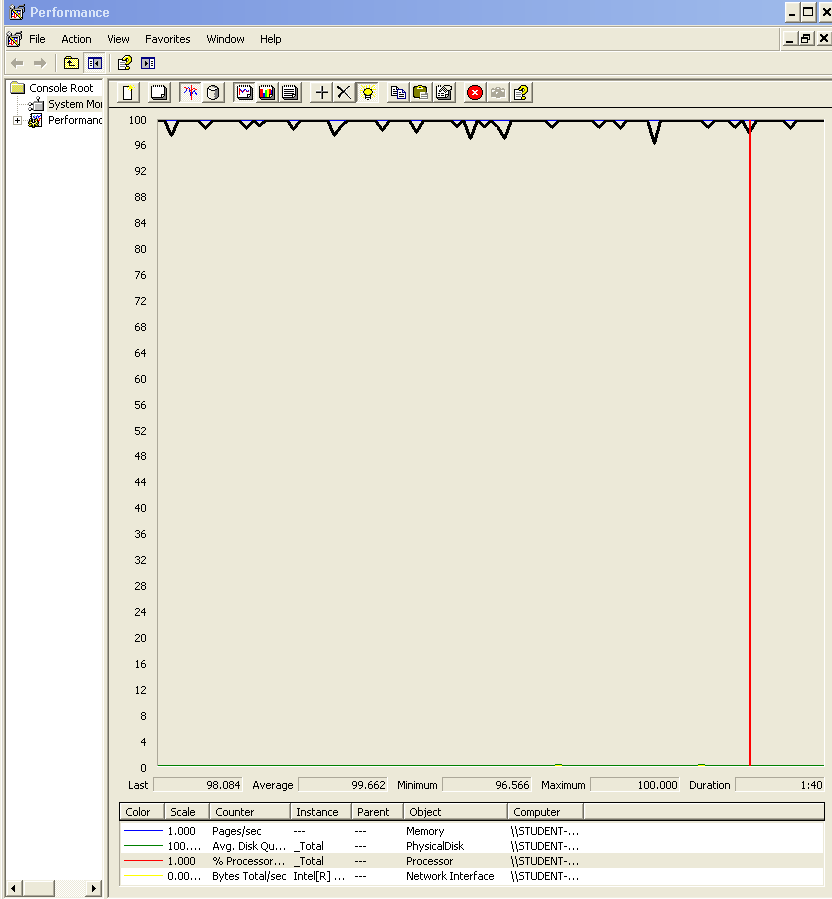 Performance
File Action View Favorites Window Help
Console Root
System Mor
Performanc
100
96
92
88
84
80
76
72
68
64
60
56
52
48
44
40
36
32
28
24
20
16
12
8
4
0
Last 98.084 Average 99.662 Minimum 96.566 Maximum 100.000 Duration 1:40
Color Scale Counter Instance Parent Object Computer
1.000 Pages/sec --- --- Memory \\STUDENT-...
100.... Avg. Disk Qu... _Total --- PhysicalDisk \\STUDENT-...
1.000 % Processor... _Total --- Processor \\STUDENT-...
0.00... Bytes Total/sec Intel[R] ... --- Network Interface \\STUDENT-...